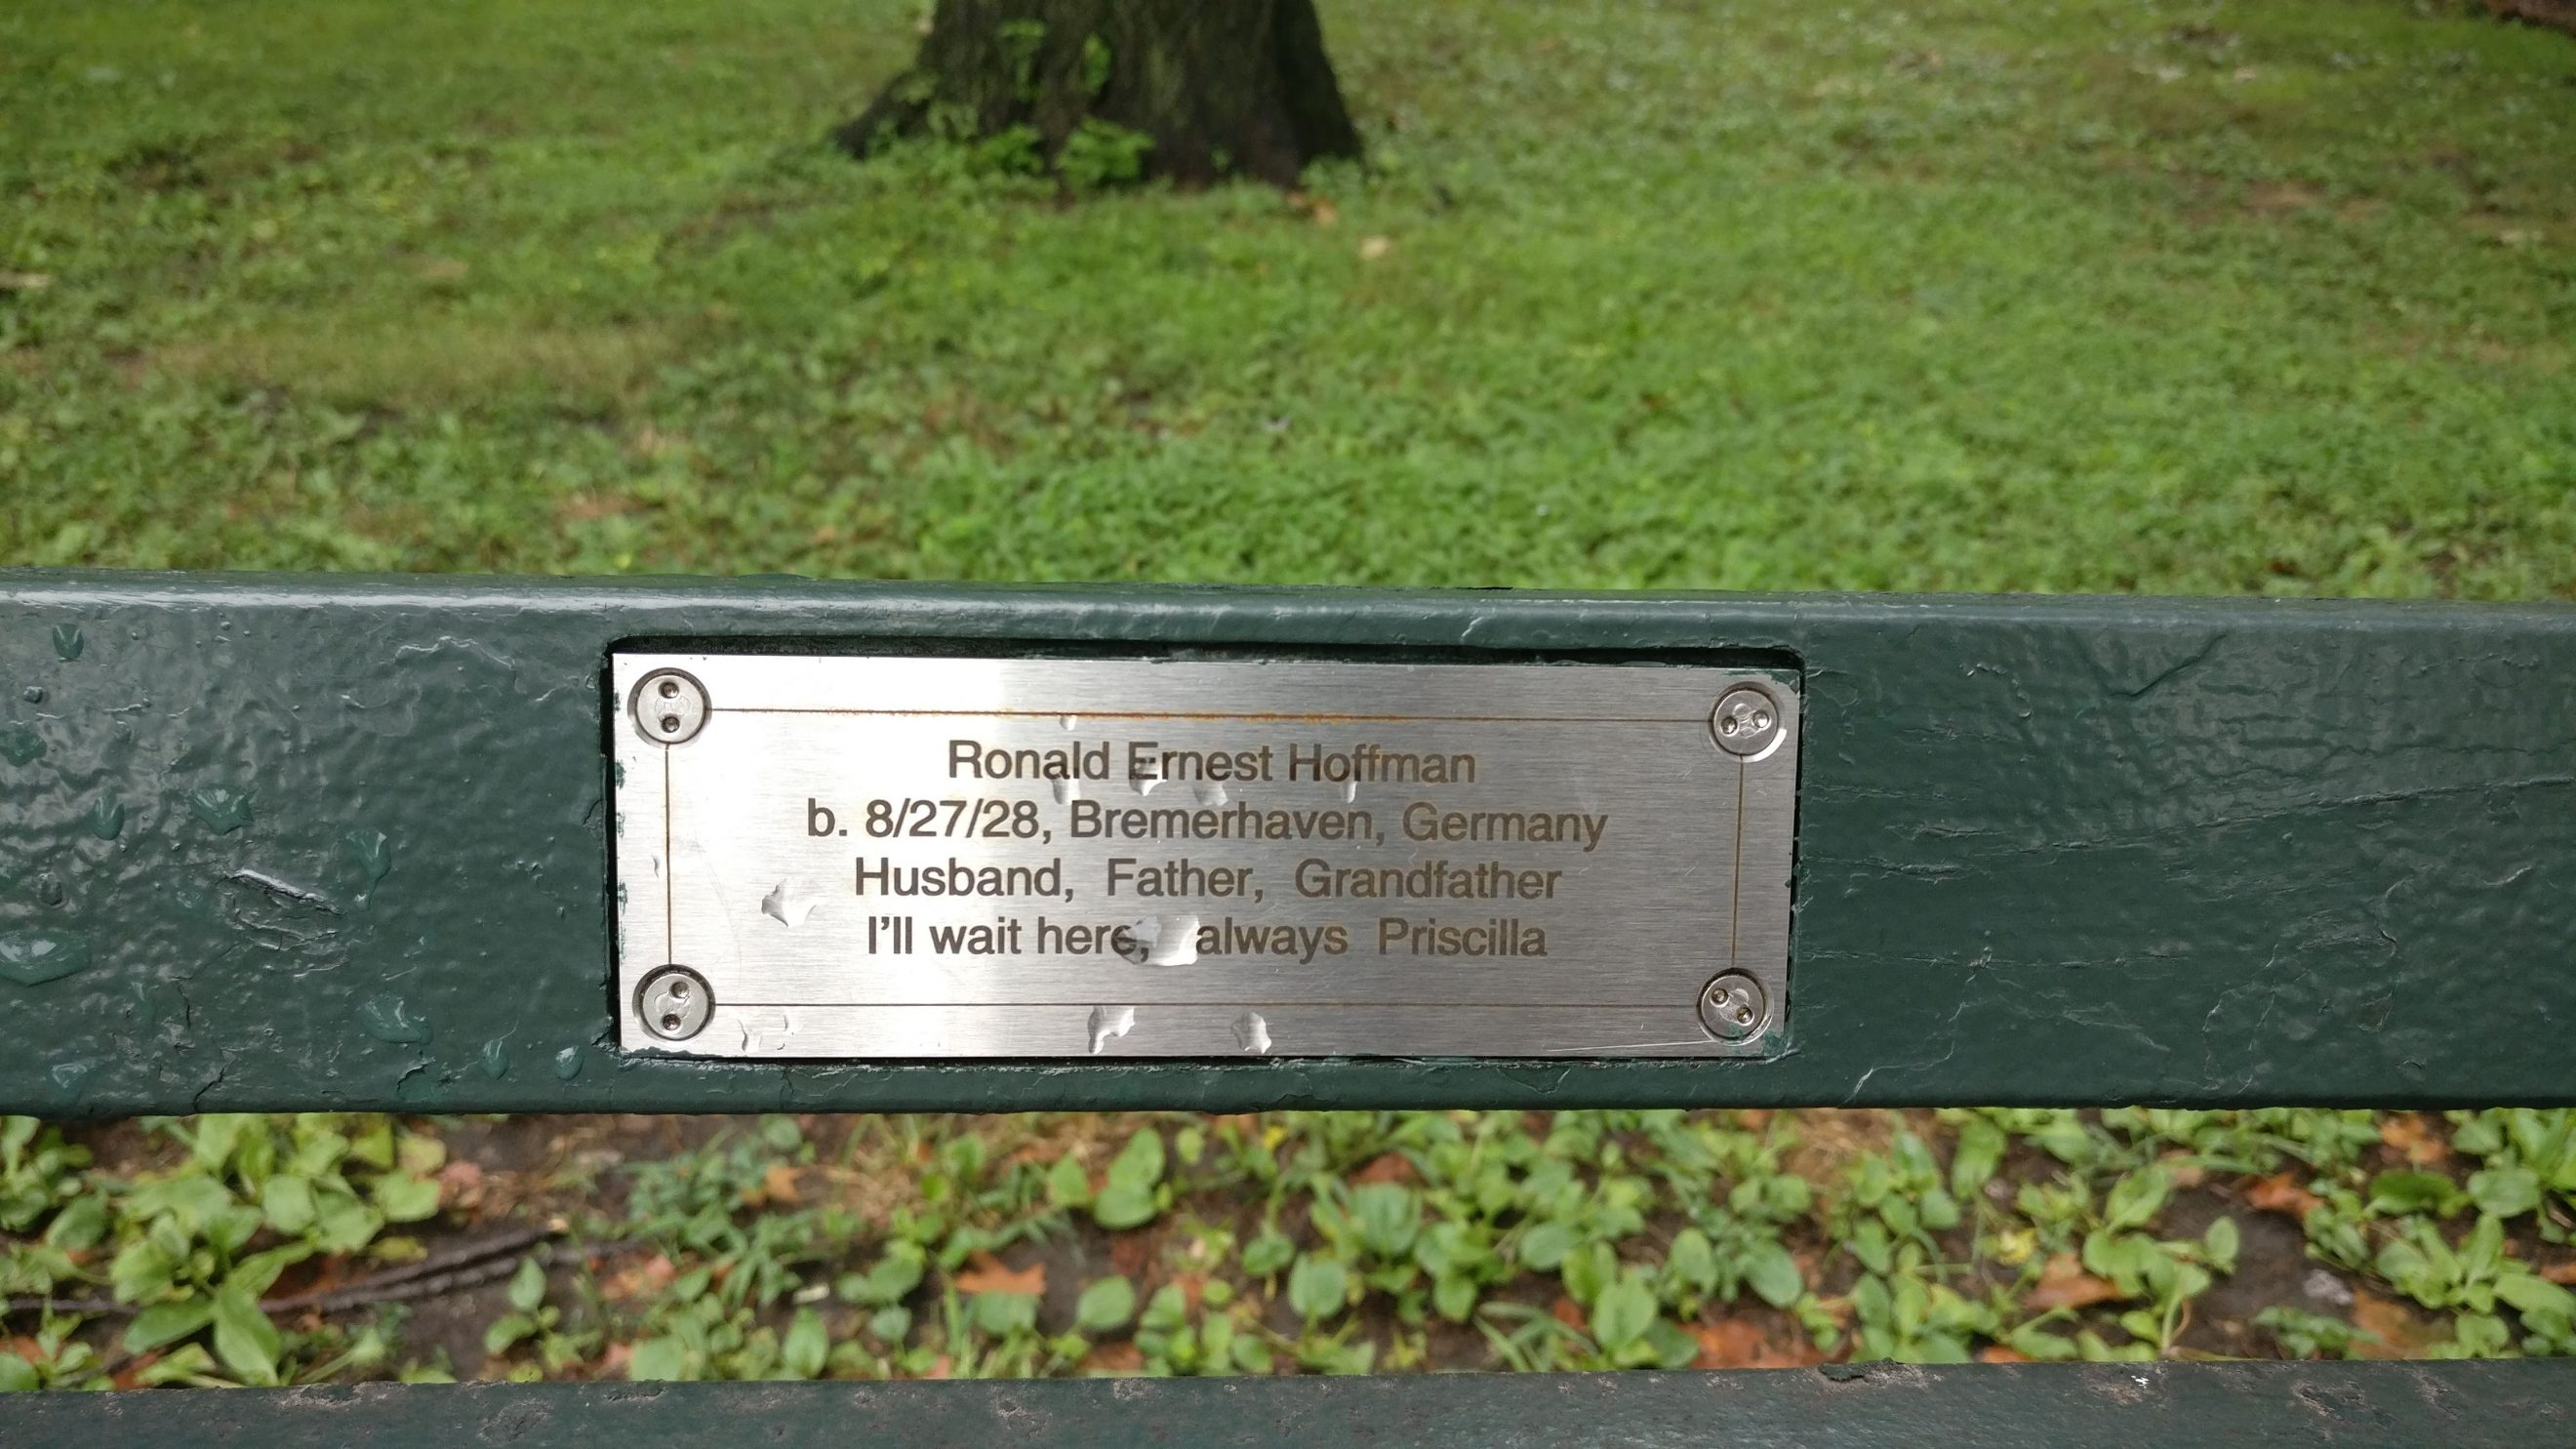 Ronald Ernest Hoffman
b. 8/27/28, Bremerhaven, Germany
Husband, Father, Grandfather
I'll wait here, always Priscilla